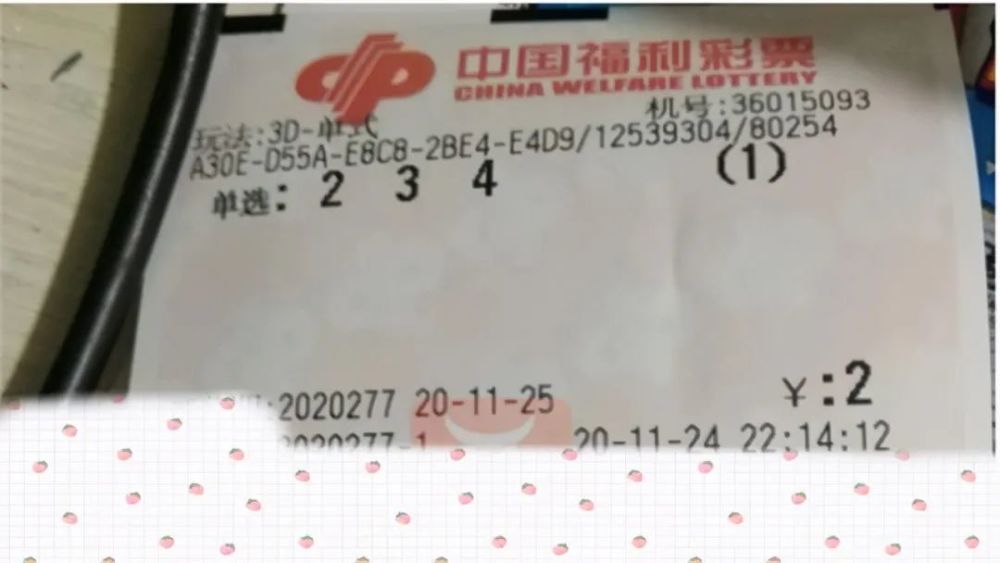 中国福利彩票
CHINA WELFARE LOTTERY
机号:36015093
玩法:3D-单式
A30E-D55A-E8C8-2BE4-E4D9/12539304/80254
单选: 2 3 4 (1)
:2020277 20-11-25 ¥:2
2020277-1 20-11-24 22:14:12